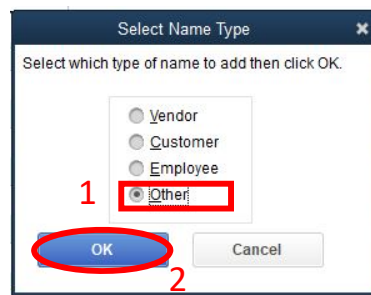 Select Name Type
Select which type of name to add then click OK.
Vendor
Customer
Employee
1 Other
OK Cancel
2